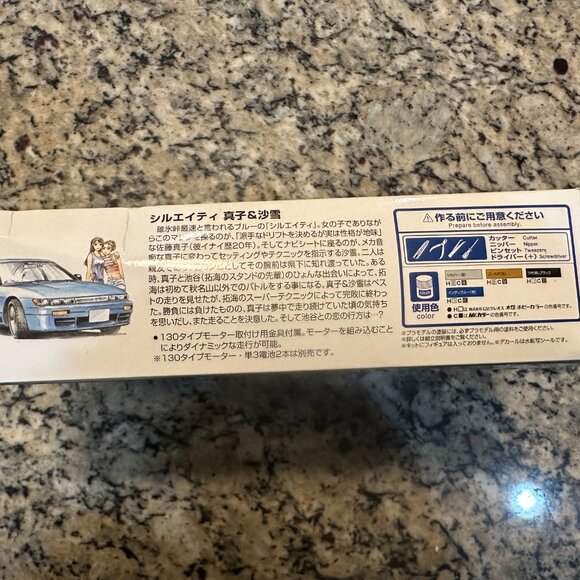 シルエイティ 真子&沙雪
碓氷峠最速と言われるブルーの「シルエイティ」。女の子でありなが
らこのマシンを操るのが、「派手なドリフトを決めるが実は性格が地味」
な佐藤真子(彼イナイ歴20年)。そしてナビシートに座るのが、メカ音
痴な真子に変わってセッティングやテクニックを指示する沙雪。二人は
親友
としてその腕前は県下に知れ渡っていた。ある
時、真子と池谷(拓海のスタンドの先輩)のひょんな出会いによって、拓
海は初めて秋名山以外でのバトルをする事になる。真子&沙雪はベス
トの走りを見せたが、拓海のスーパーテクニックによって完敗に終わっ
た。勝負には負けたものの、真子は夢中で走り続けていた頃の気持ち
を思いだし、また走ることを決意した。そして池谷との恋の行方は…?
●130タイプモーター取付け用金具付属。モーターを組み込むこと
によりダイナミックな走行が可能。
※130タイプモーター・単3電池2本は別売です。
作る前にご用意ください
Prepare before assembly.
カッター Cutter
ニッパー Nipper
ピンセット Tweezers
ドライバー(+) Screwdriver
使用色
color